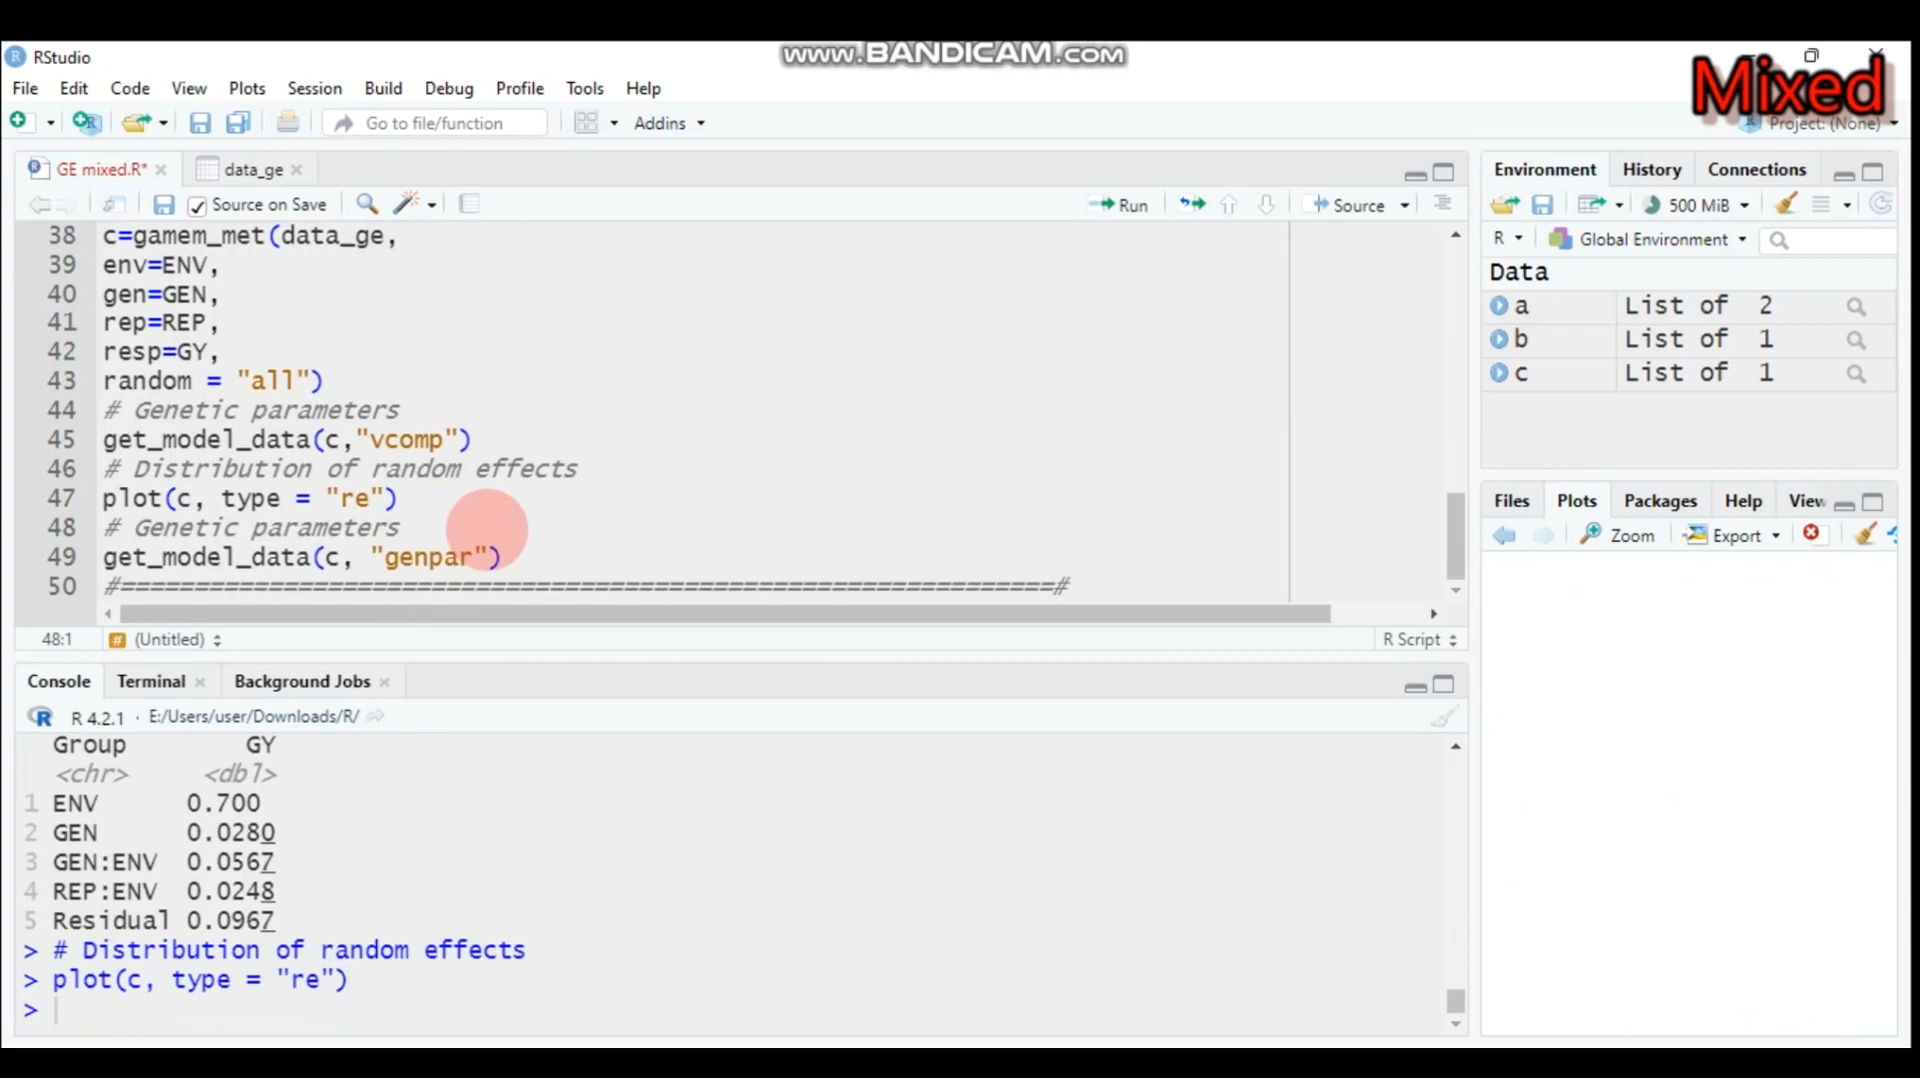 www.BANDICAM.com
RStudio
Mixed
File Edit Code View Plots Session Build Debug Profile Tools Help
Go to file/function Addins Project: (None)
GE mixed.R* data_ge
Source on Save Run Source
38 c=gamem_met(data_ge,
39 env=ENV,
40 gen=GEN,
41 rep=REP,
42 resp=GY,
43 random = "all")
44 # Genetic parameters
45 get_model_data(c,"vcomp")
46 # Distribution of random effects
47 plot(c, type = "re")
48 # Genetic parameters
49 get_model_data(c, "genpar")
50 #===============================================================#
48:1 (Untitled) R Script
Console Terminal Background Jobs
R 4.2.1 · E:/Users/user/Downloads/R/
Group GY
<chr> <dbl>
1 ENV 0.700
2 GEN 0.0280
3 GEN:ENV 0.0567
4 REP:ENV 0.0248
5 Residual 0.0967
> # Distribution of random effects
> plot(c, type = "re")
>
Environment History Connections
500 MiB
R Global Environment
Data
a List of 2
b List of 1
c List of 1
Files Plots Packages Help View
Zoom Export